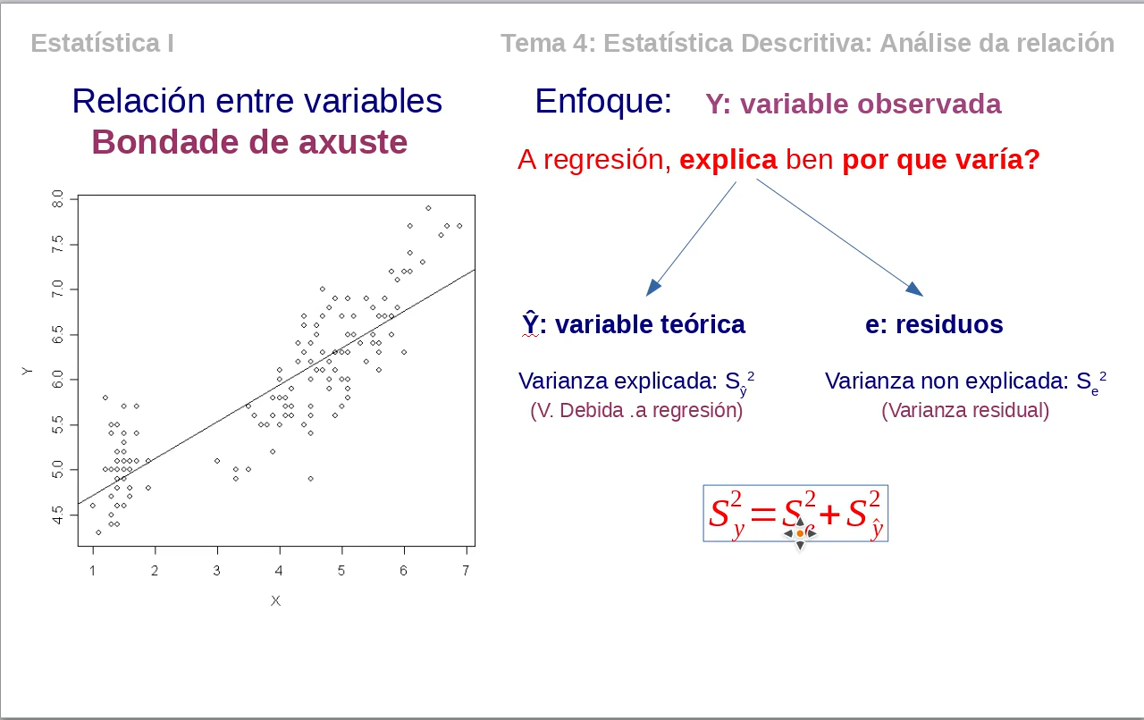 Estatística I
Tema 4: Estatística Descritiva: Análise da relación
Relación entre variables
Bondade de axuste
Enfoque:
Y: variable observada
A regresión, explica ben por que varía?
Ŷ: variable teórica
e: residuos
Varianza explicada: Sŷ²
Varianza non explicada: Se²
(V. Debida .a regresión)
(Varianza residual)
S²y=S²e+S²ŷ
8.0
7.5
7.0
6.5
6.0
5.5
5.0
4.5
Y
1 2 3 4 5 6 7
X